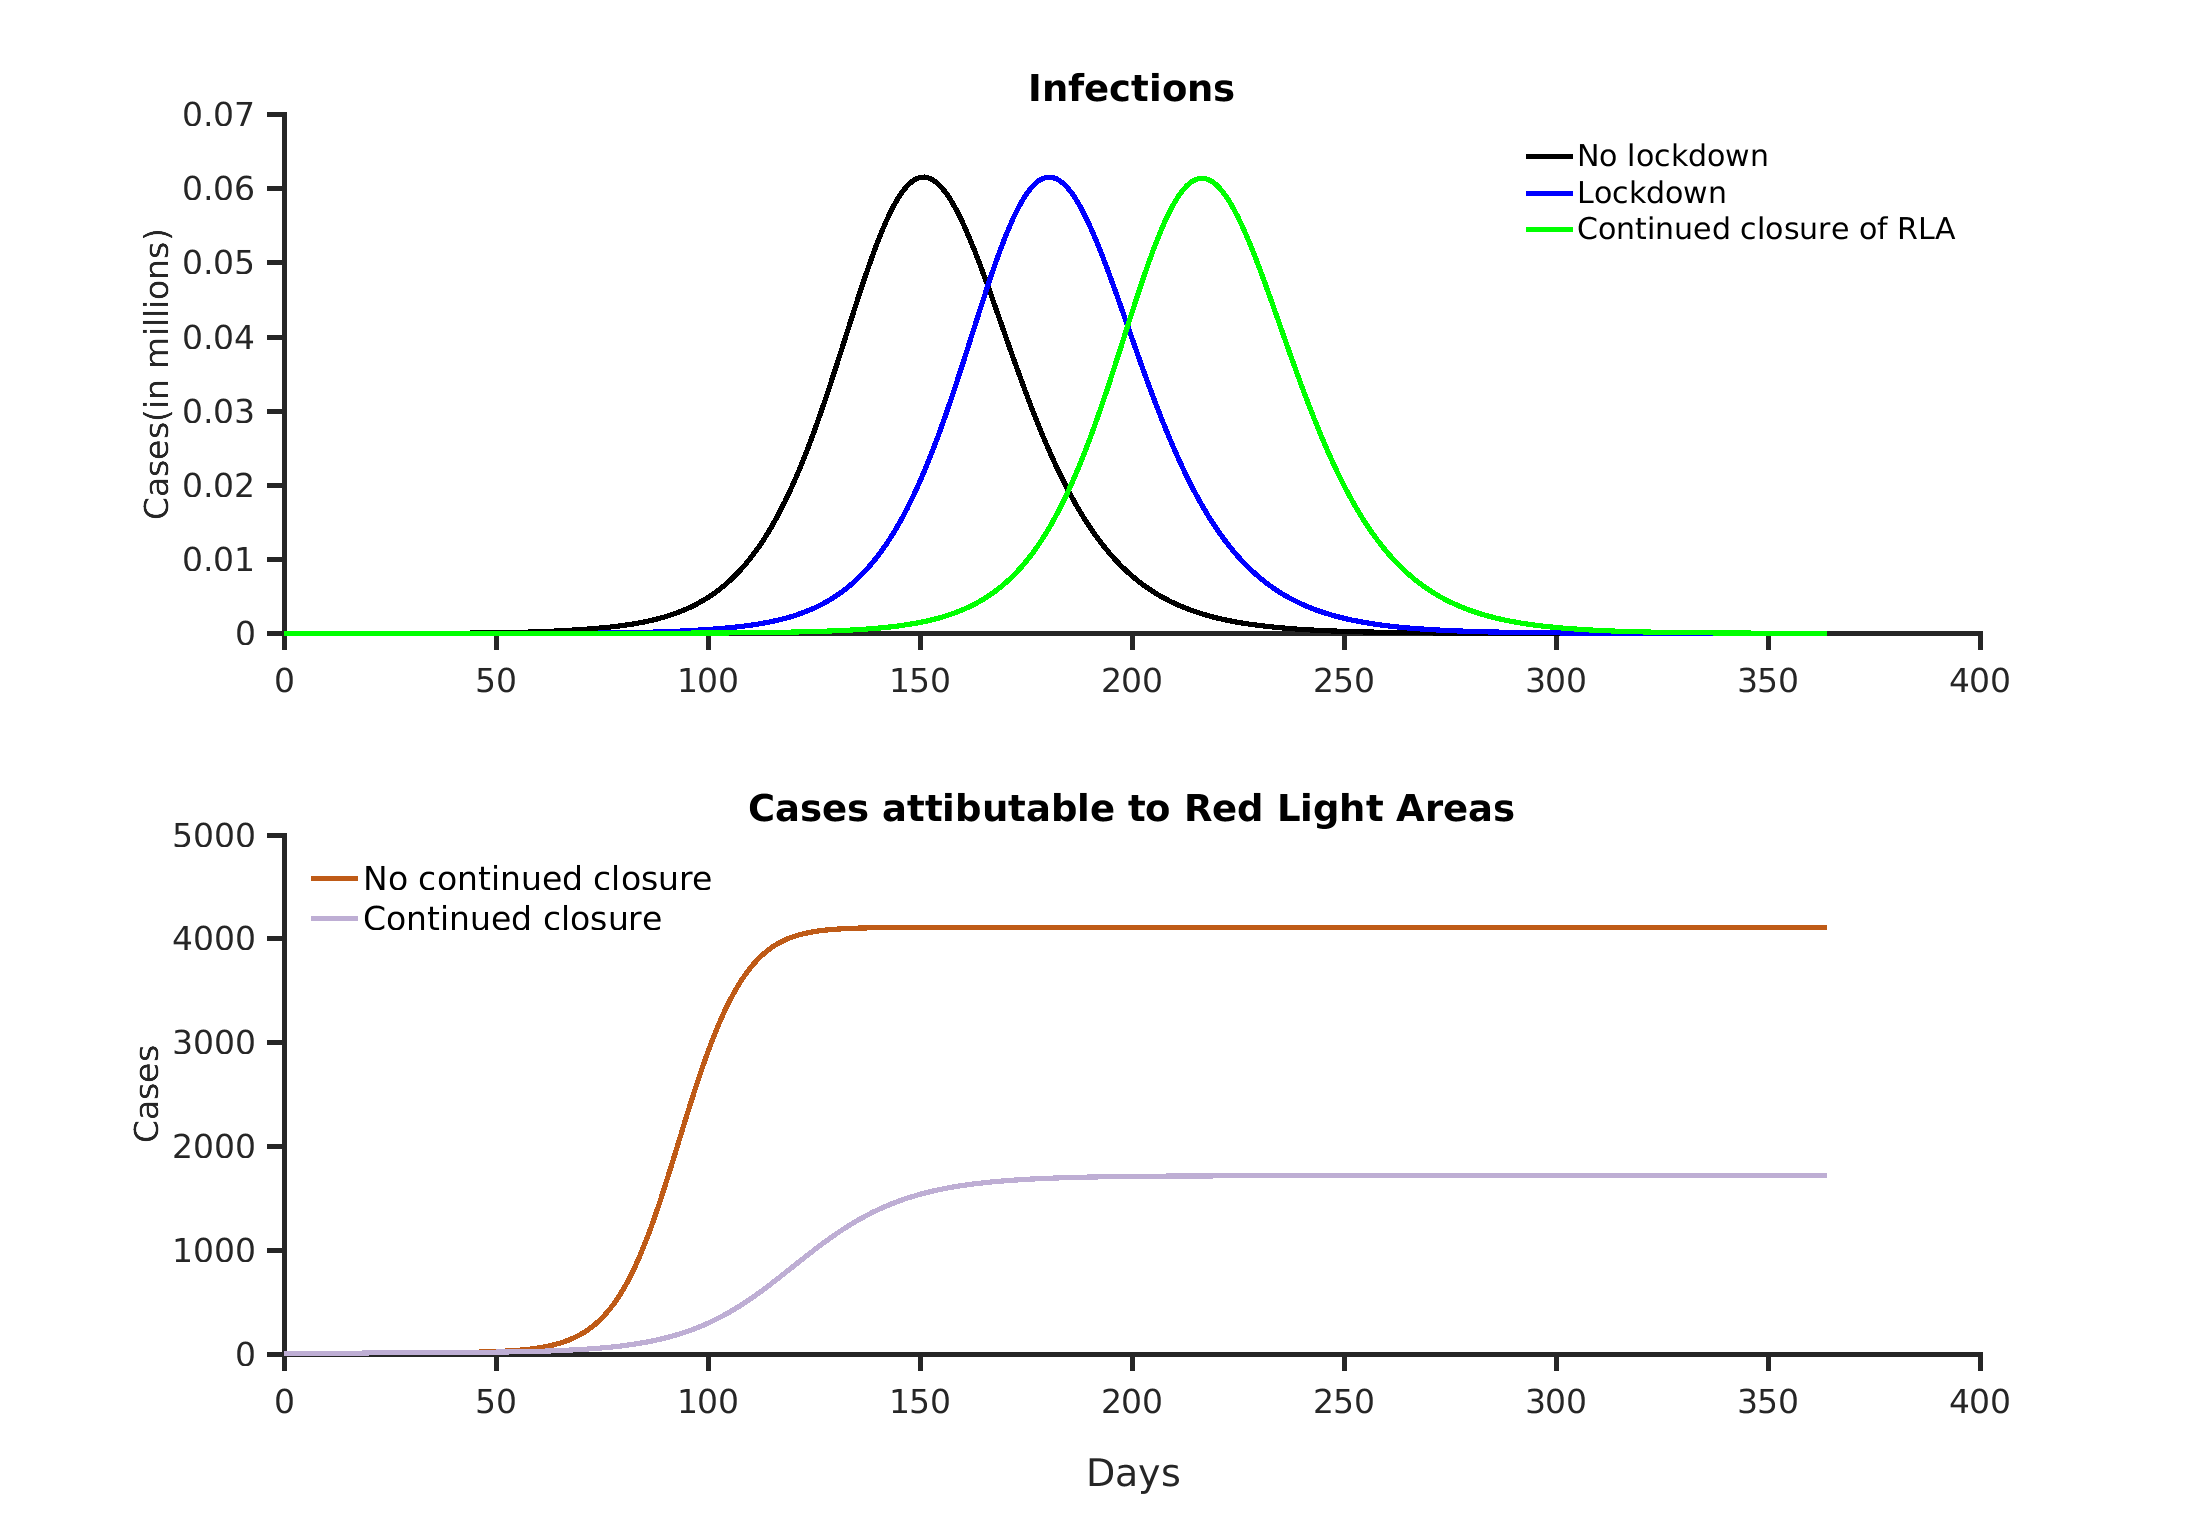 Infections
0.07
0.06
0.05
0.04
0.03
0.02
0.01
0
Cases(in millions)
No lockdown
Lockdown
Continued closure of RLA
0 50 100 150 200 250 300 350 400
Cases attibutable to Red Light Areas
5000
4000
3000
2000
1000
0
Cases
No continued closure
Continued closure
0 50 100 150 200 250 300 350 400
Days